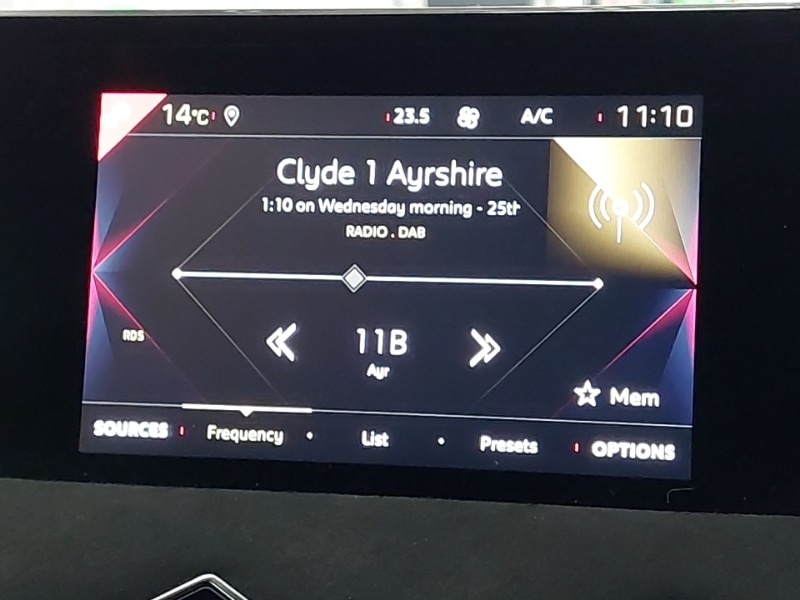 14°C 23.5 A/C 11:10
Clyde 1 Ayrshire
1:10 on Wednesday morning - 25th
RADIO . DAB
11B
Ayr
RDS
Mem
SOURCES Frequency • List • Presets OPTIONS